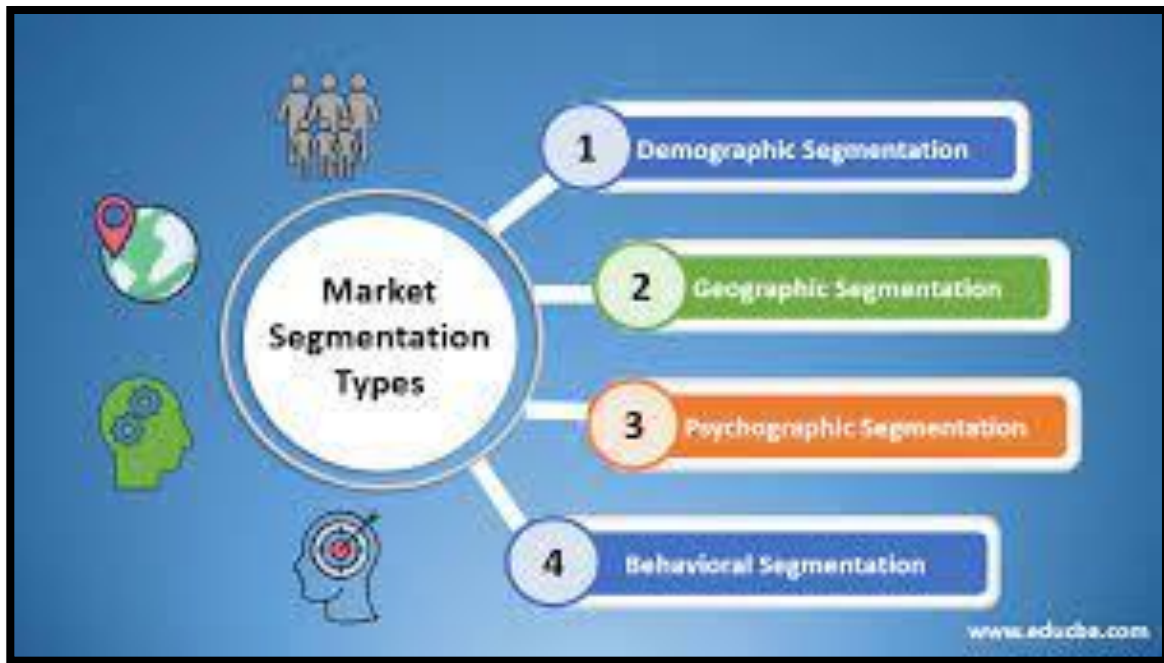 Market
Segmentation
Types
1
Demographic Segmentation
2
Geographic Segmentation
3
Psychographic Segmentation
4
Behavioral Segmentation
www.educba.com